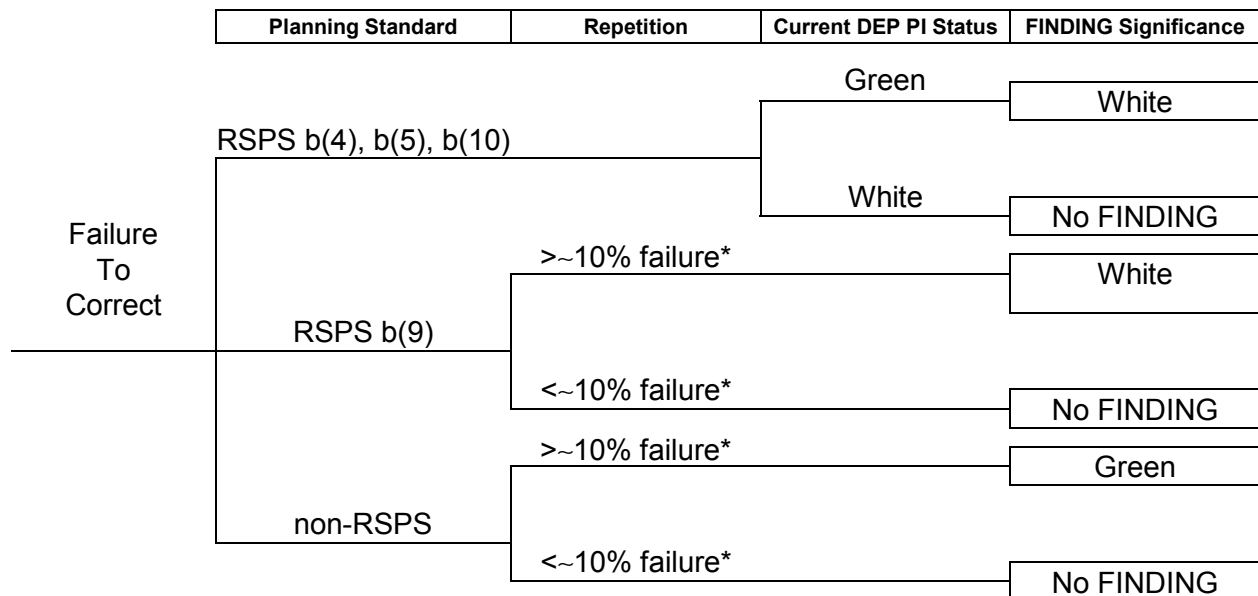 Planning Standard Repetition Current DEP PI Status FINDING Significance
Green White
RSPS b(4), b(5), b(10)
White No FINDING
Failure
To
Correct
>~10% failure* White
RSPS b(9)
<~10% failure* No FINDING
>~10% failure* Green
non-RSPS
<~10% failure* No FINDING